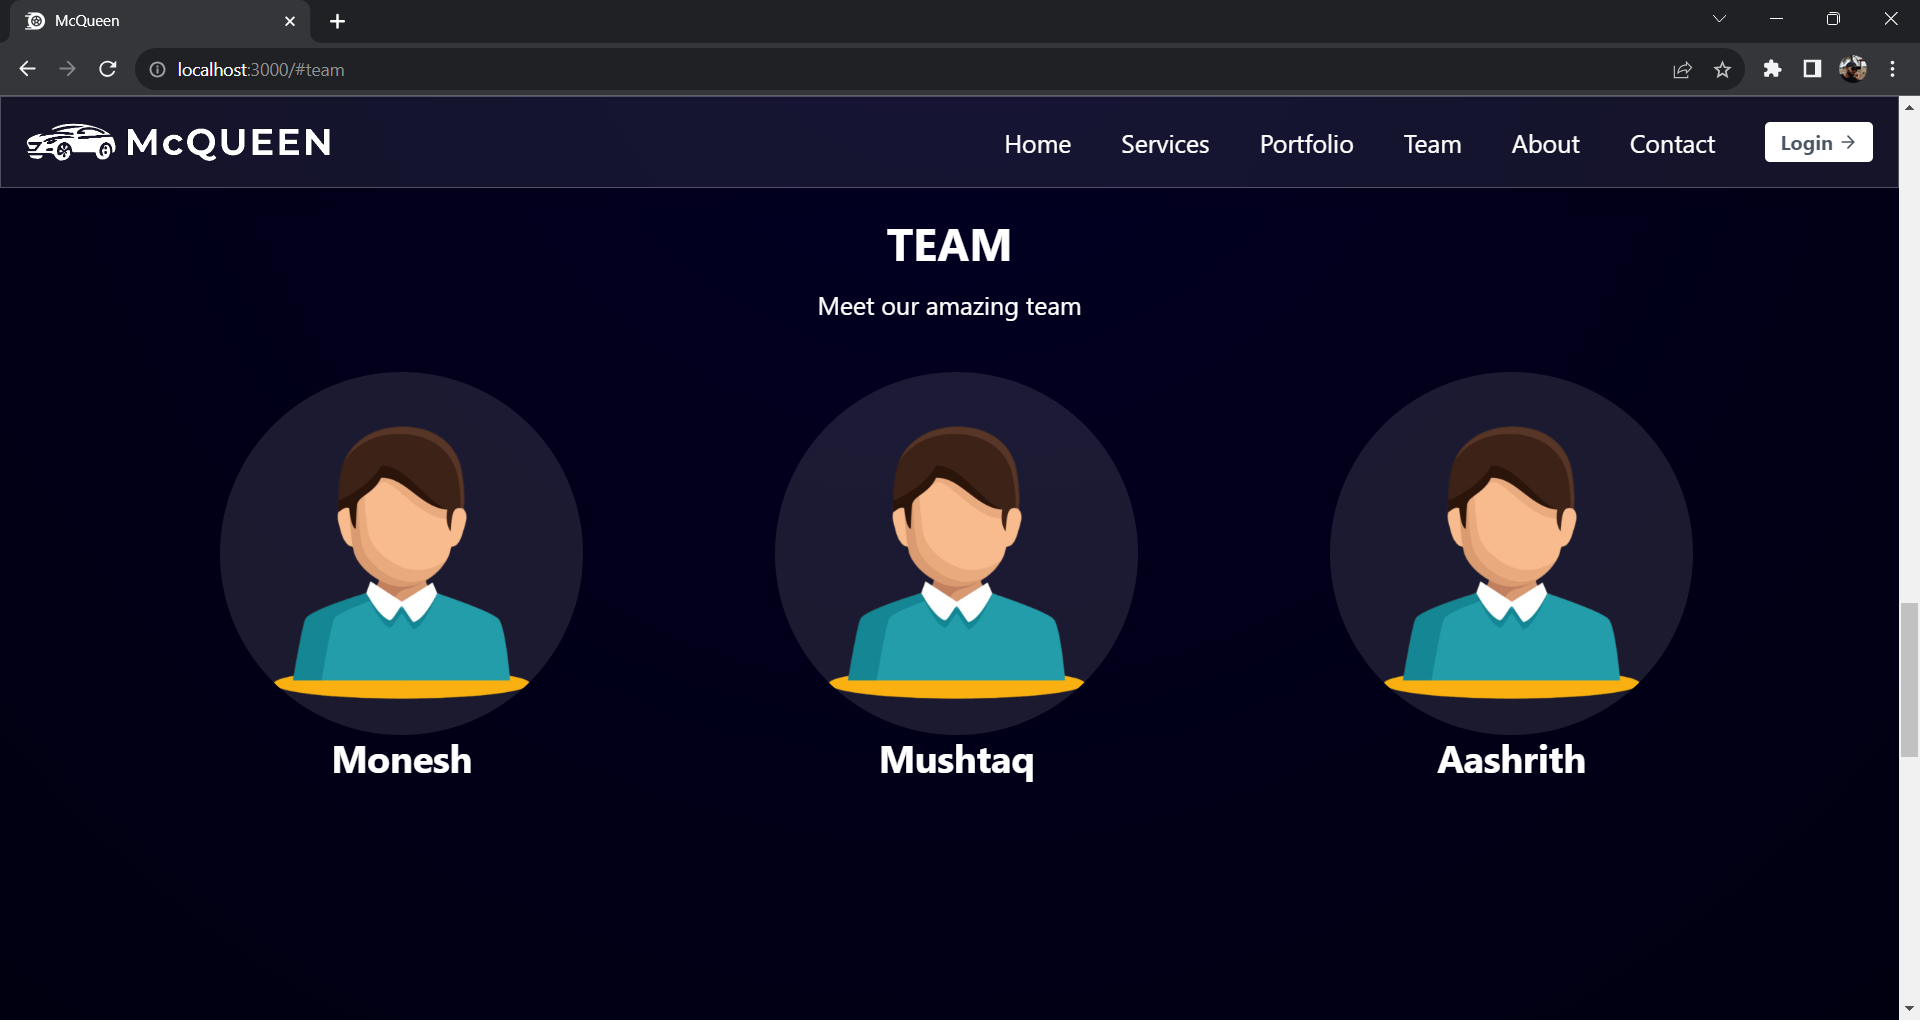 McQueen
localhost:3000/#team
McQUEEN
Home Services Portfolio Team About Contact Login →
TEAM
Meet our amazing team
Monesh Mushtaq Aashrith